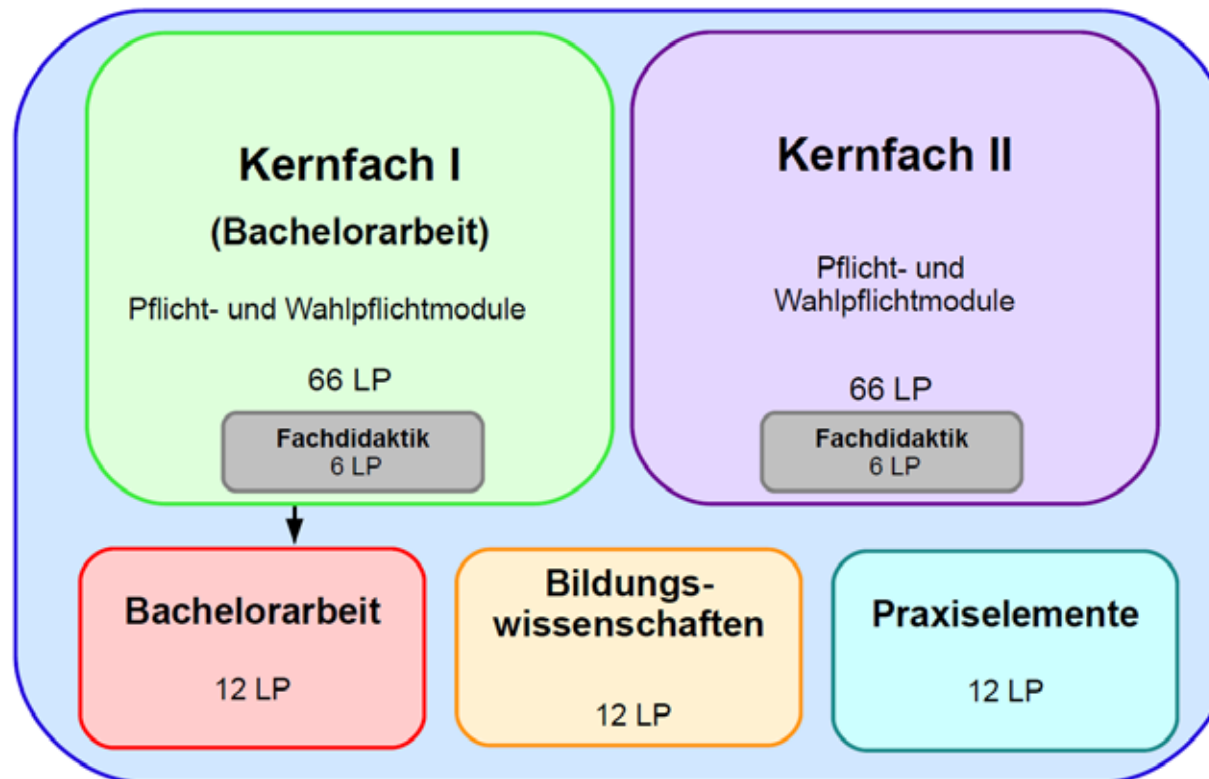 Kernfach I
(Bachelorarbeit)
Pflicht- und Wahlpflichtmodule
66 LP
Fachdidaktik
6 LP
Kernfach II
Pflicht- und
Wahlpflichtmodule
66 LP
Fachdidaktik
6 LP
Bachelorarbeit
12 LP
Bildungs-
wissenschaften
12 LP
Praxiselemente
12 LP